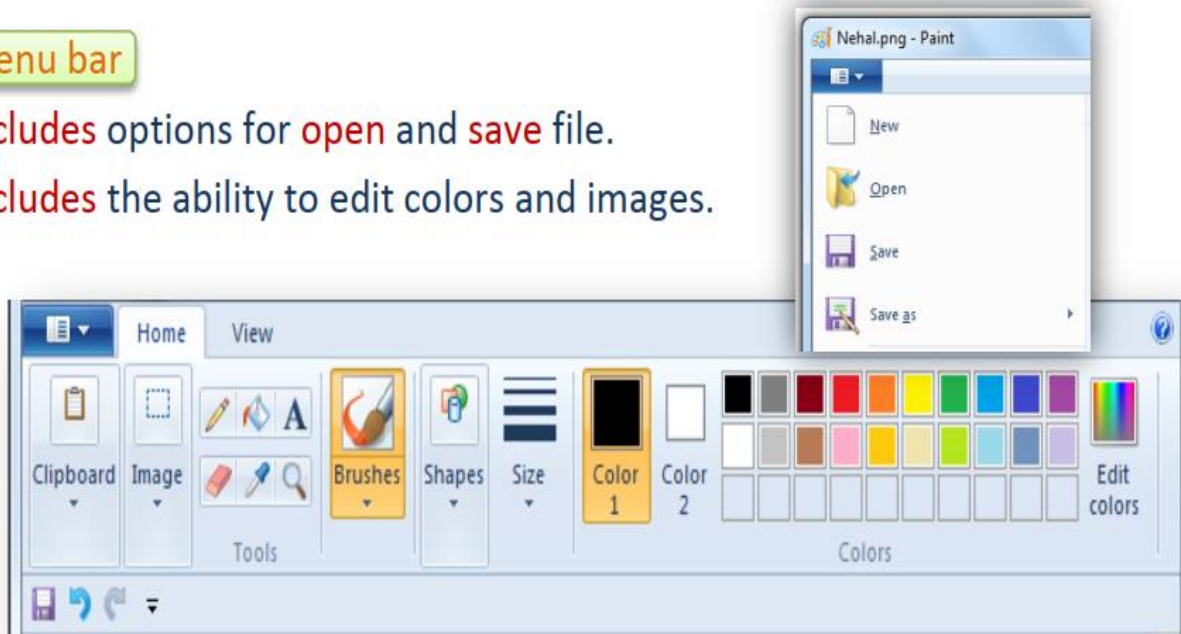 enu bar
cludes options for open and save file.
cludes the ability to edit colors and images.
Nehal.png - Paint
New
Open
Save
Save as
Home View
A
Clipboard Image Brushes Shapes Size Color 1 Color 2 Edit colors
Tools Colors